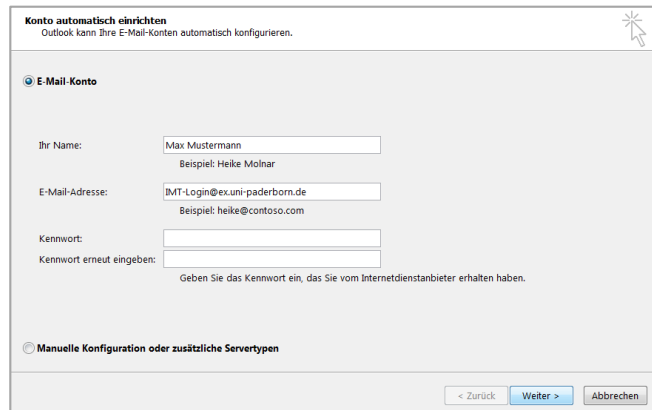 Konto automatisch einrichten
Outlook kann Ihre E-Mail-Konten automatisch konfigurieren.
E-Mail-Konto
Ihr Name: Max Mustermann
Beispiel: Heike Molnar
E-Mail-Adresse: IMT-Login@ex.uni-paderborn.de
Beispiel: heike@contoso.com
Kennwort:
Kennwort erneut eingeben:
Geben Sie das Kennwort ein, das Sie vom Internetdienstanbieter erhalten haben.
Manuelle Konfiguration oder zusätzliche Servertypen
< Zurück Weiter > Abbrechen